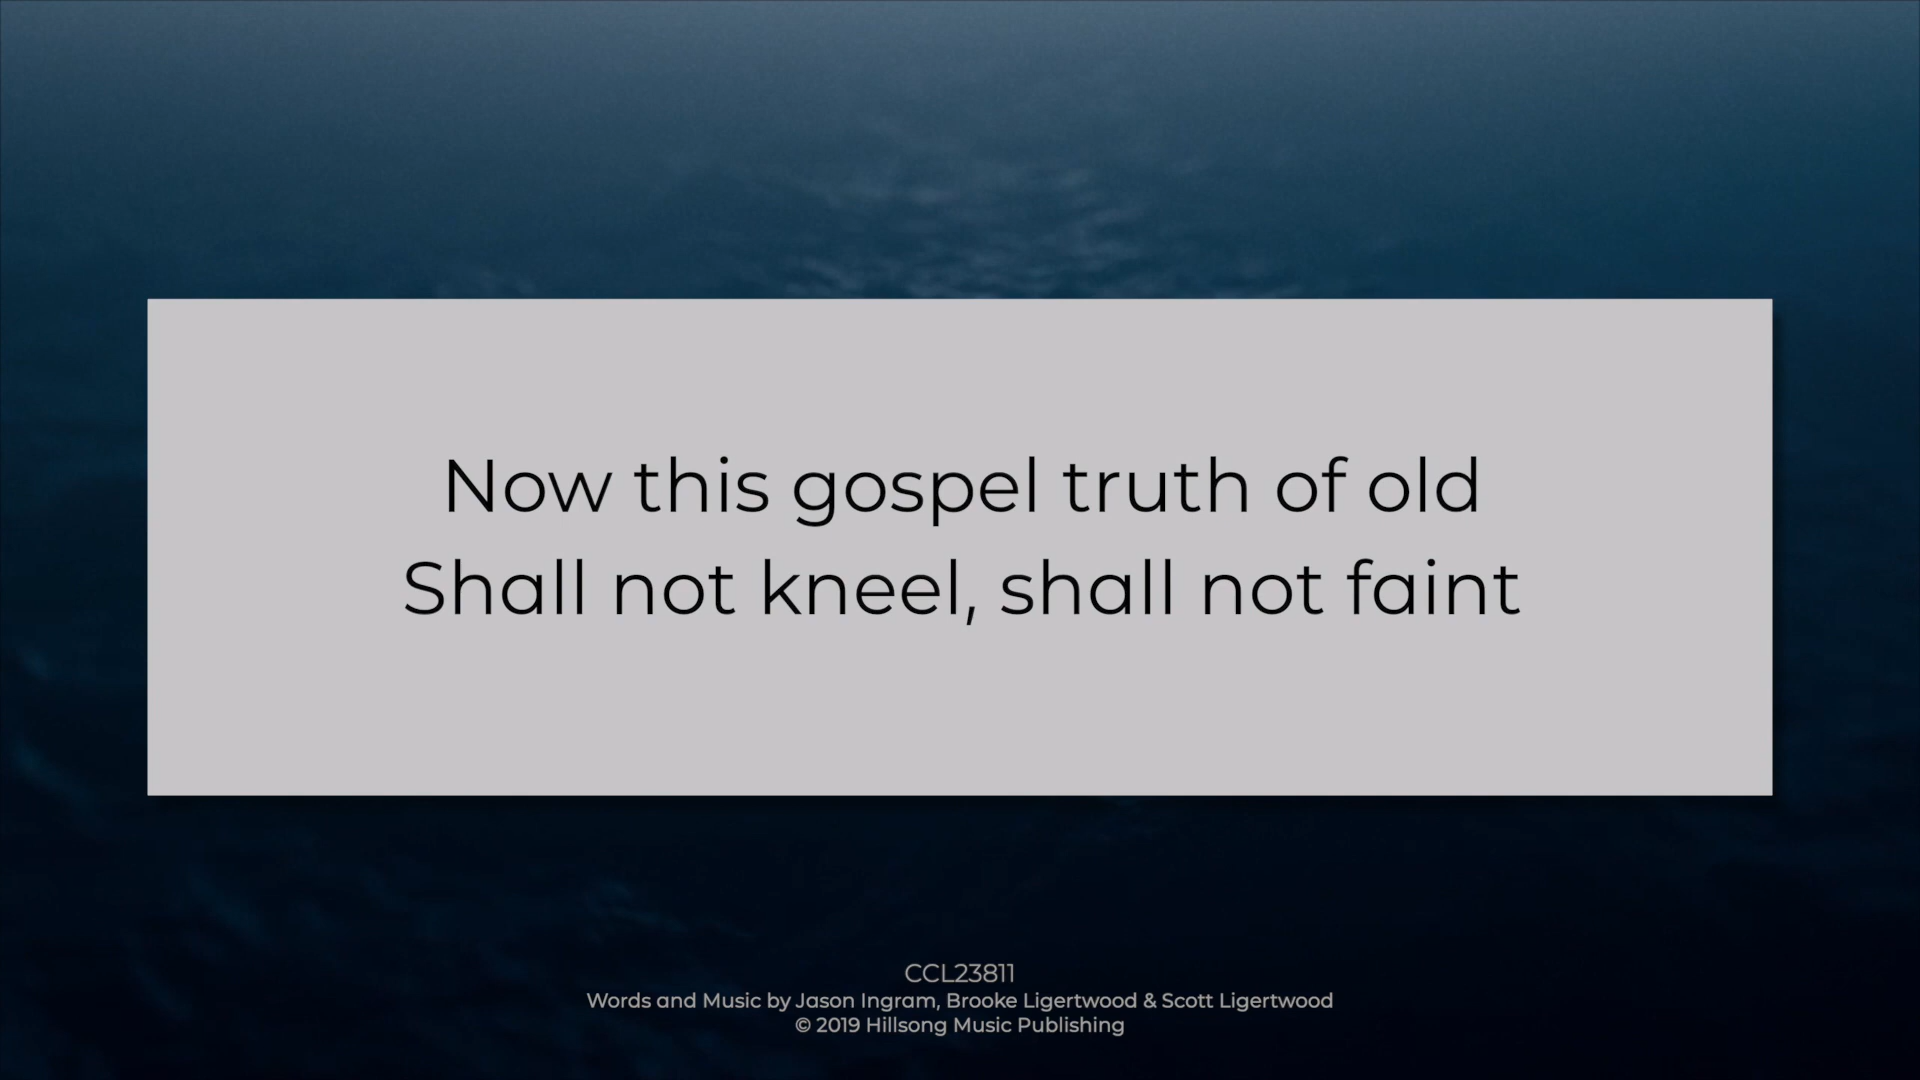 Now this gospel truth of old
Shall not kneel, shall not faint
CCL23811
Words and Music by Jason Ingram, Brooke Ligertwood & Scott Ligertwood
© 2019 Hillsong Music Publishing